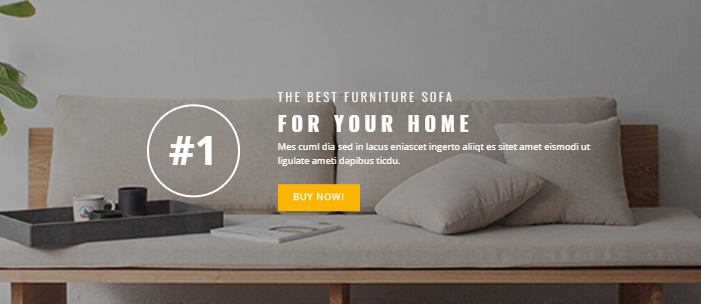 THE BEST FURNITURE SOFA
#1
FOR YOUR HOME
Mes cuml dia sed in lacus eniascet ingerto aliiqt es sitet amet eismodi ut
ligulate ameti dapibus ticdu.
BUY NOW!